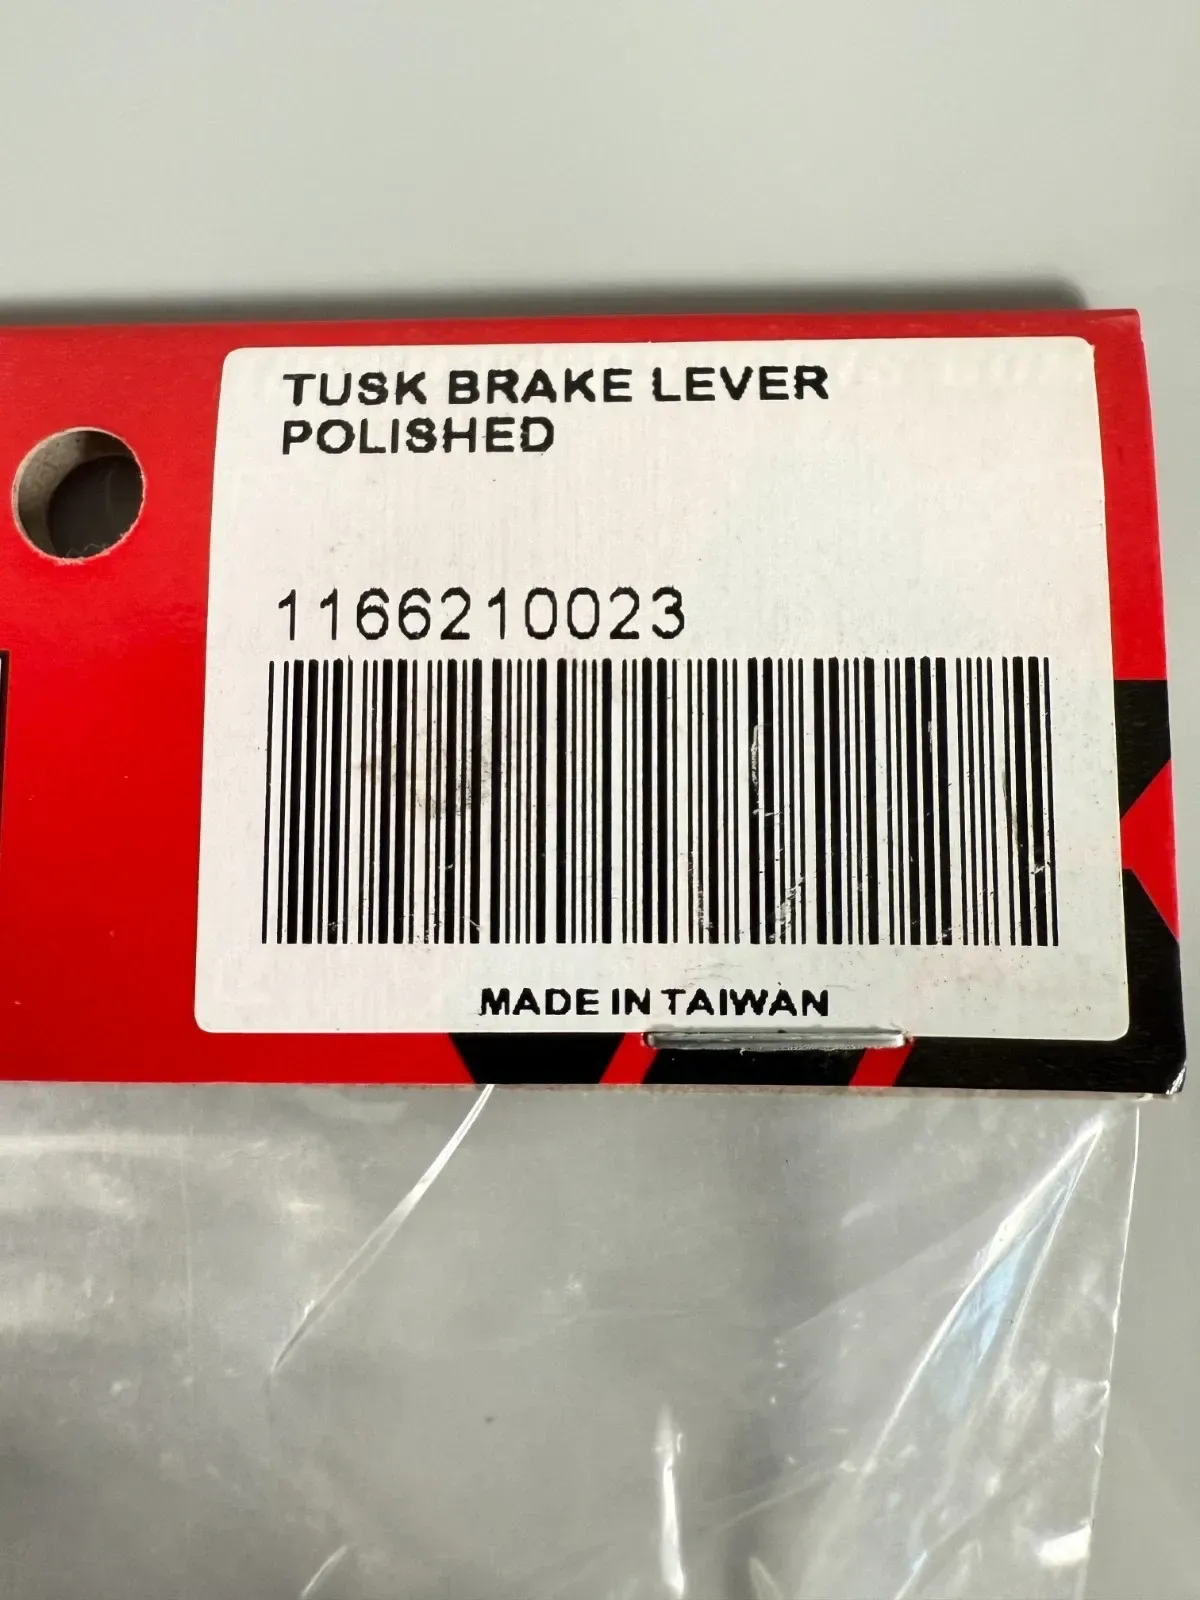 TUSK BRAKE LEVER
POLISHED
1166210023
MADE IN TAIWAN